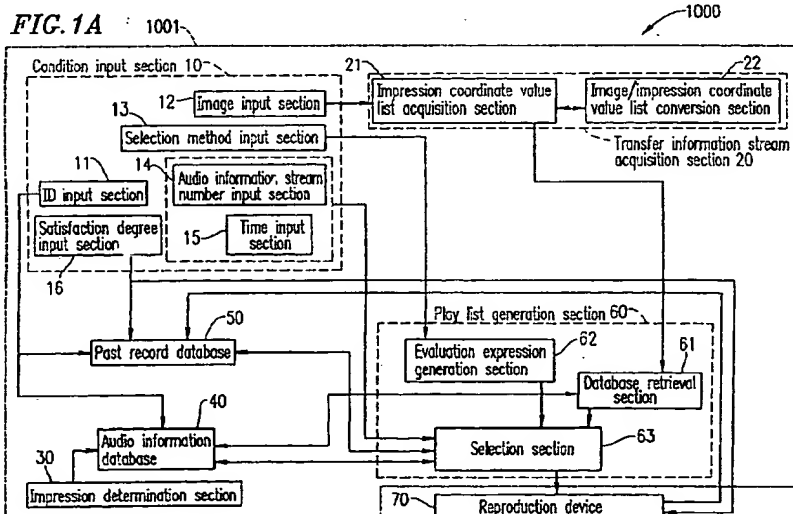 FIG. 1A
1001
1000
Condition input section 10
21
22
12
Image input section
Impression coordinate value
list acquisition section
Image/impression coordinate
value list conversion section
13
Selection method input section
Transfer information stream
acquisition section 20
11
14
Audio information stream
number input section
ID input section
15
Time input
section
Satisfaction degree
input section
16
Play list generation section 60
50
62
61
Past record database
Evaluation expression
generation section
Database retrieval
section
40
Audio information
database
63
Selection section
30
Impression determination section
70
Reproduction device